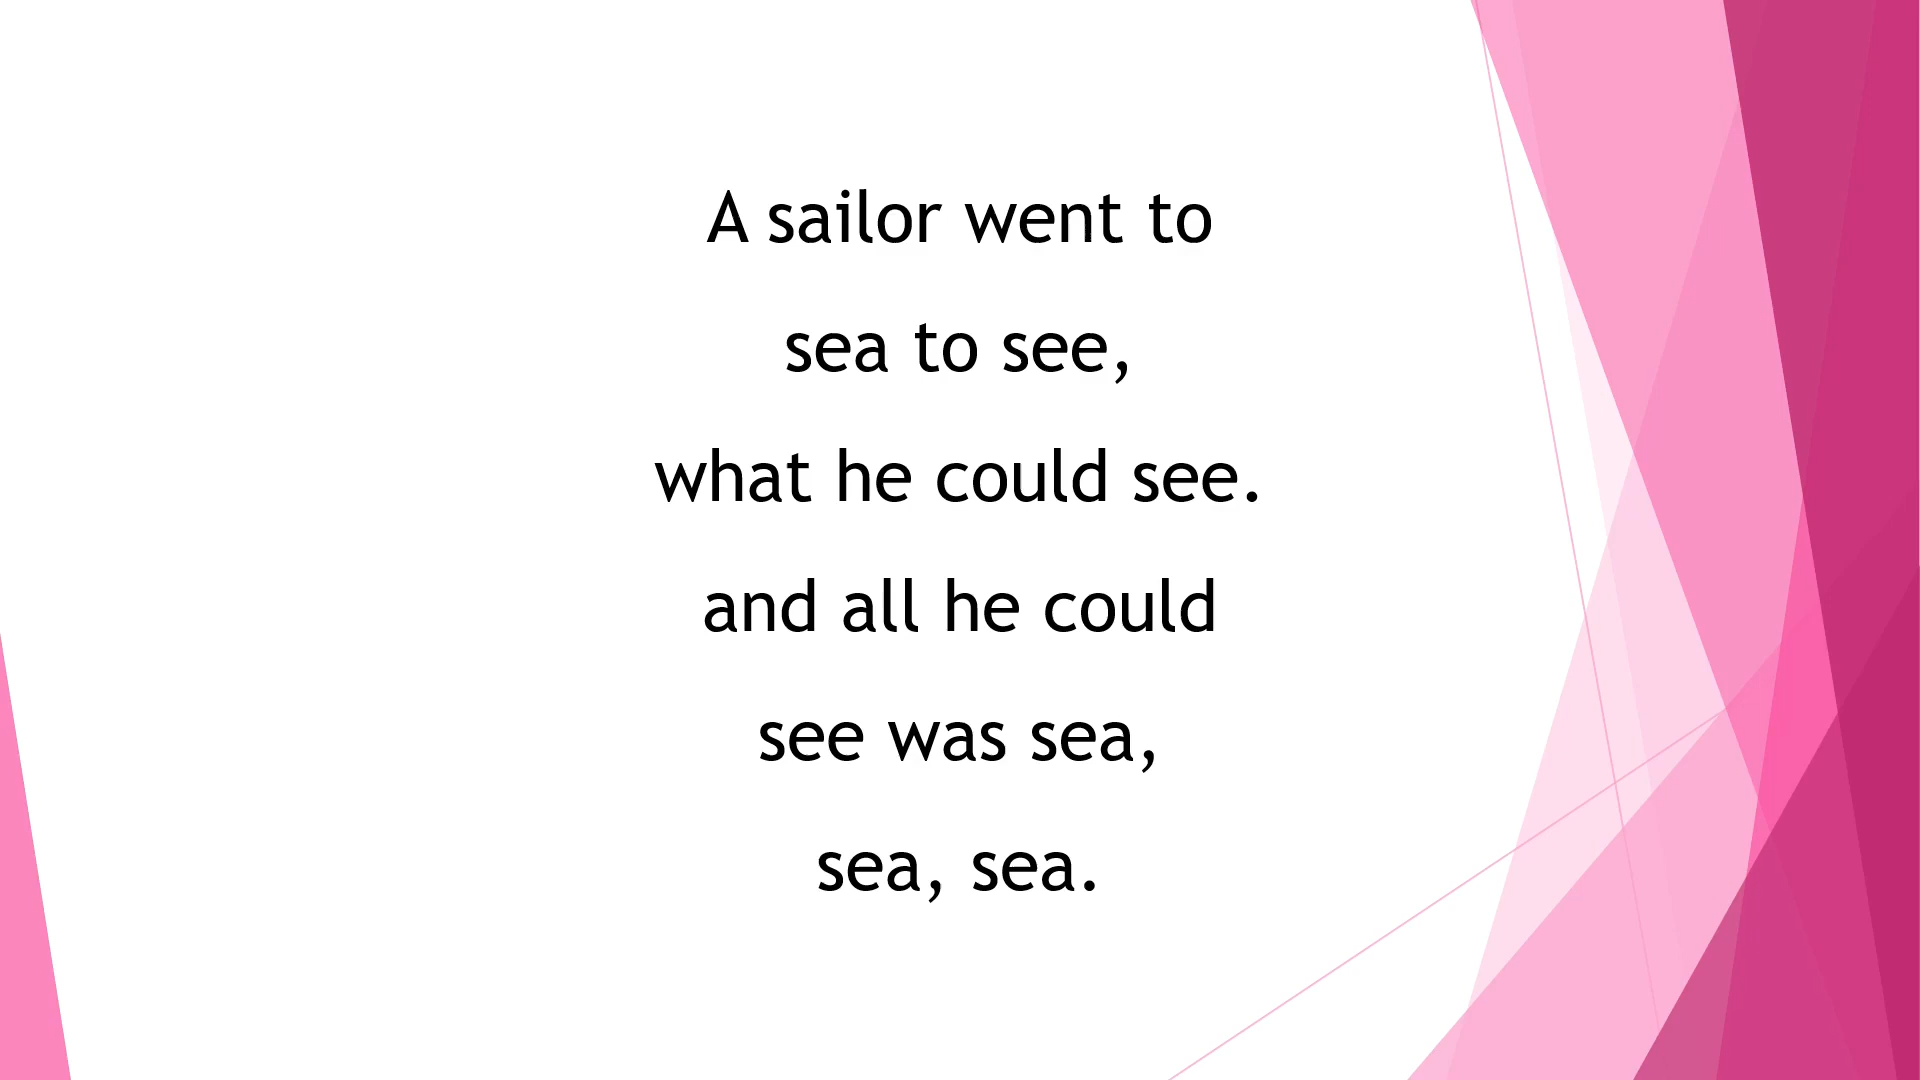 A sailor went to
sea to see,
what he could see.
and all he could
see was sea,
sea, sea.